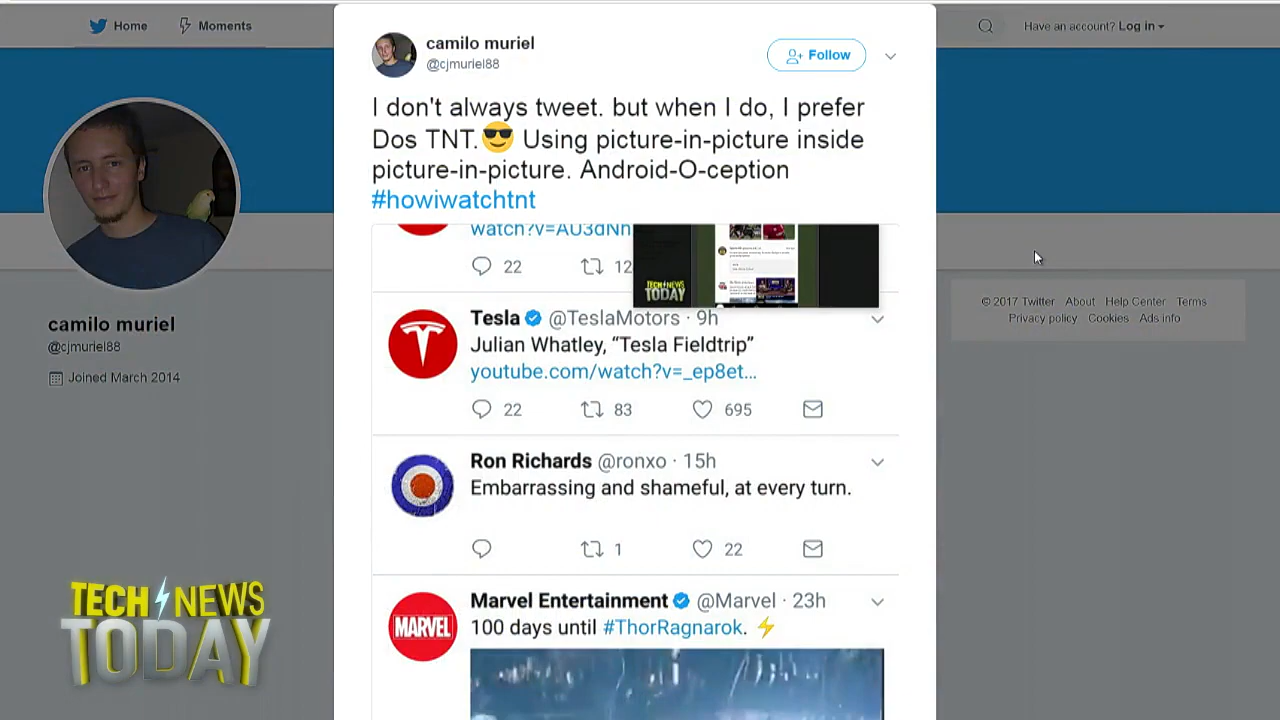 Home
Moments
Have an account? Log in
camilo muriel
@cjmuriel88
Joined March 2014
camilo muriel
@cjmuriel88
Follow
I don't always tweet. but when I do, I prefer
Dos TNT.😎 Using picture-in-picture inside
picture-in-picture. Android-O-ception
#howiwatchtnt
watch?v=AU3dNh
22
12
TECH NEWS
TODAY
Tesla @TeslaMotors · 9h
Julian Whatley, “Tesla Fieldtrip”
youtube.com/watch?v=_ep8et…
22 83 695
Ron Richards @ronxo · 15h
Embarrassing and shameful, at every turn.
1 22
MARVEL
Marvel Entertainment @Marvel · 23h
100 days until #ThorRagnarok. ⚡
© 2017 Twitter About Help Center Terms
Privacy policy Cookies Ads info
TECH NEWS
TODAY